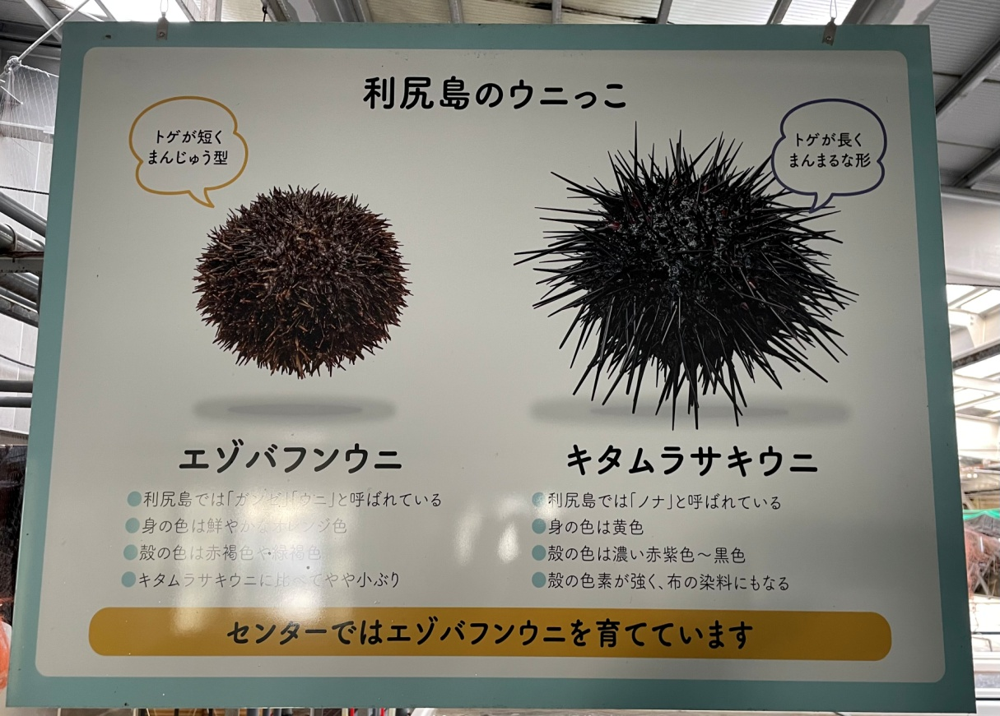 利尻島のウニっこ
トゲが短く
まんじゅう型
トゲが長く
まんまるな形
エゾバフンウニ
●利尻島では「ガンゼ」「ウニ」と呼ばれている
●身の色は鮮やかなオレンジ色
●殻の色は赤褐色や緑褐色
●キタムラサキウニに比べてやや小ぶり
キタムラサキウニ
●利尻島では「ノナ」と呼ばれている
●身の色は黄色
●殻の色は濃い赤紫色～黒色
●殻の色素が強く、布の染料にもなる
センターではエゾバフンウニを育てています